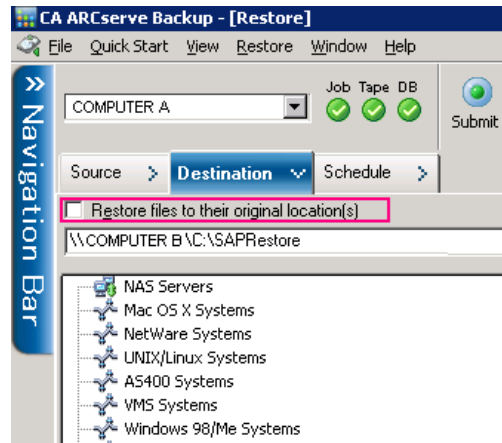 CA ARCserve Backup - [Restore]
File Quick Start View Restore Window Help
Navigation Bar
COMPUTER A
Job Tape DB
Submit
Source Destination Schedule
Restore files to their original location(s)
\\COMPUTER B\C:\SAPRestore
NAS Servers
Mac OS X Systems
NetWare Systems
UNIX/Linux Systems
AS400 Systems
VMS Systems
Windows 98/Me Systems